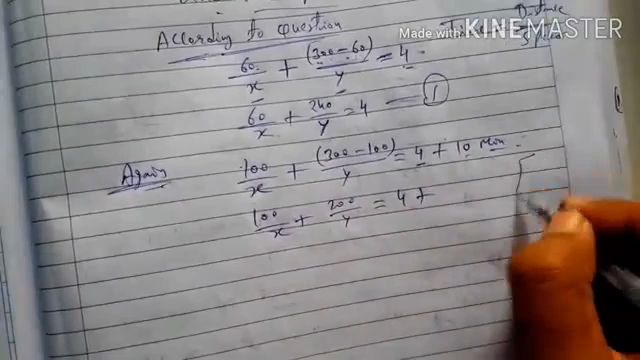 Made with KINEMASTER
According to question
Distance
60/x + (300-60)/y = 4
60/x + 240/y = 4 — 1
Again 100/x + (300-100)/y = 4 + 10 min
100/x + 200/y = 4 +